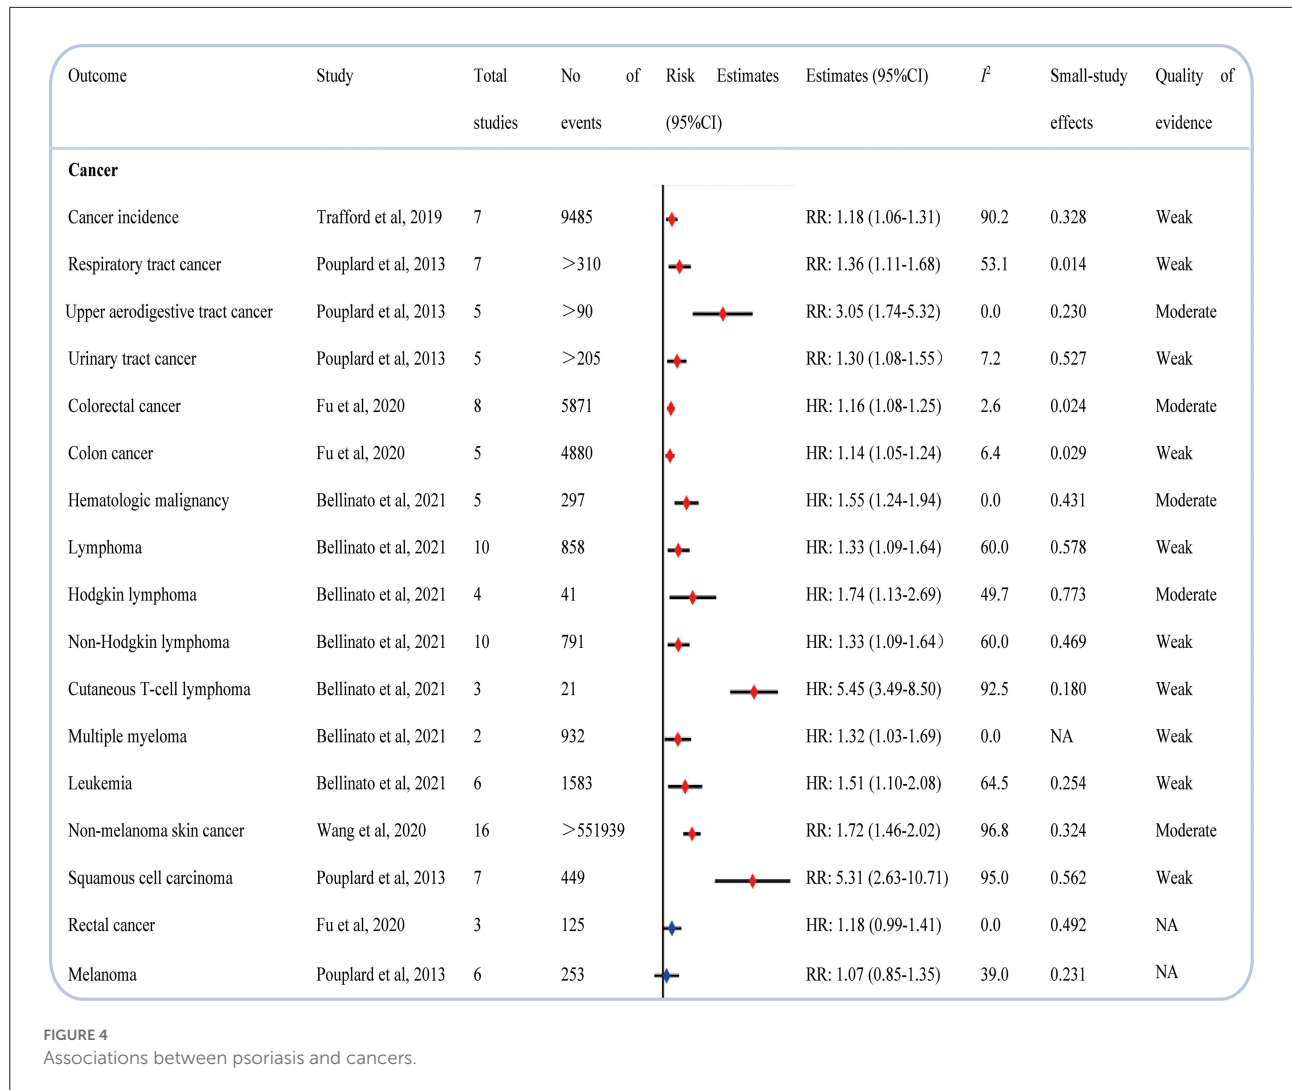 Outcome Study Total studies No of events Risk Estimates (95%CI) Estimates (95%CI) I² Small-study effects Quality of evidence
Cancer
Cancer incidence Trafford et al, 2019 7 9485 RR: 1.18 (1.06-1.31) 90.2 0.328 Weak
Respiratory tract cancer Pouplard et al, 2013 7 >310 RR: 1.36 (1.11-1.68) 53.1 0.014 Weak
Upper aerodigestive tract cancer Pouplard et al, 2013 5 >90 RR: 3.05 (1.74-5.32) 0.0 0.230 Moderate
Urinary tract cancer Pouplard et al, 2013 5 >205 RR: 1.30 (1.08-1.55） 7.2 0.527 Weak
Colorectal cancer Fu et al, 2020 8 5871 HR: 1.16 (1.08-1.25) 2.6 0.024 Moderate
Colon cancer Fu et al, 2020 5 4880 HR: 1.14 (1.05-1.24) 6.4 0.029 Weak
Hematologic malignancy Bellinato et al, 2021 5 297 HR: 1.55 (1.24-1.94) 0.0 0.431 Moderate
Lymphoma Bellinato et al, 2021 10 858 HR: 1.33 (1.09-1.64) 60.0 0.578 Weak
Hodgkin lymphoma Bellinato et al, 2021 4 41 HR: 1.74 (1.13-2.69) 49.7 0.773 Moderate
Non-Hodgkin lymphoma Bellinato et al, 2021 10 791 HR: 1.33 (1.09-1.64） 60.0 0.469 Weak
Cutaneous T-cell lymphoma Bellinato et al, 2021 3 21 HR: 5.45 (3.49-8.50) 92.5 0.180 Weak
Multiple myeloma Bellinato et al, 2021 2 932 HR: 1.32 (1.03-1.69) 0.0 NA Weak
Leukemia Bellinato et al, 2021 6 1583 HR: 1.51 (1.10-2.08) 64.5 0.254 Weak
Non-melanoma skin cancer Wang et al, 2020 16 >551939 RR: 1.72 (1.46-2.02) 96.8 0.324 Moderate
Squamous cell carcinoma Pouplard et al, 2013 7 449 RR: 5.31 (2.63-10.71) 95.0 0.562 Weak
Rectal cancer Fu et al, 2020 3 125 HR: 1.18 (0.99-1.41) 0.0 0.492 NA
Melanoma Pouplard et al, 2013 6 253 RR: 1.07 (0.85-1.35) 39.0 0.231 NA
FIGURE 4
Associations between psoriasis and cancers.